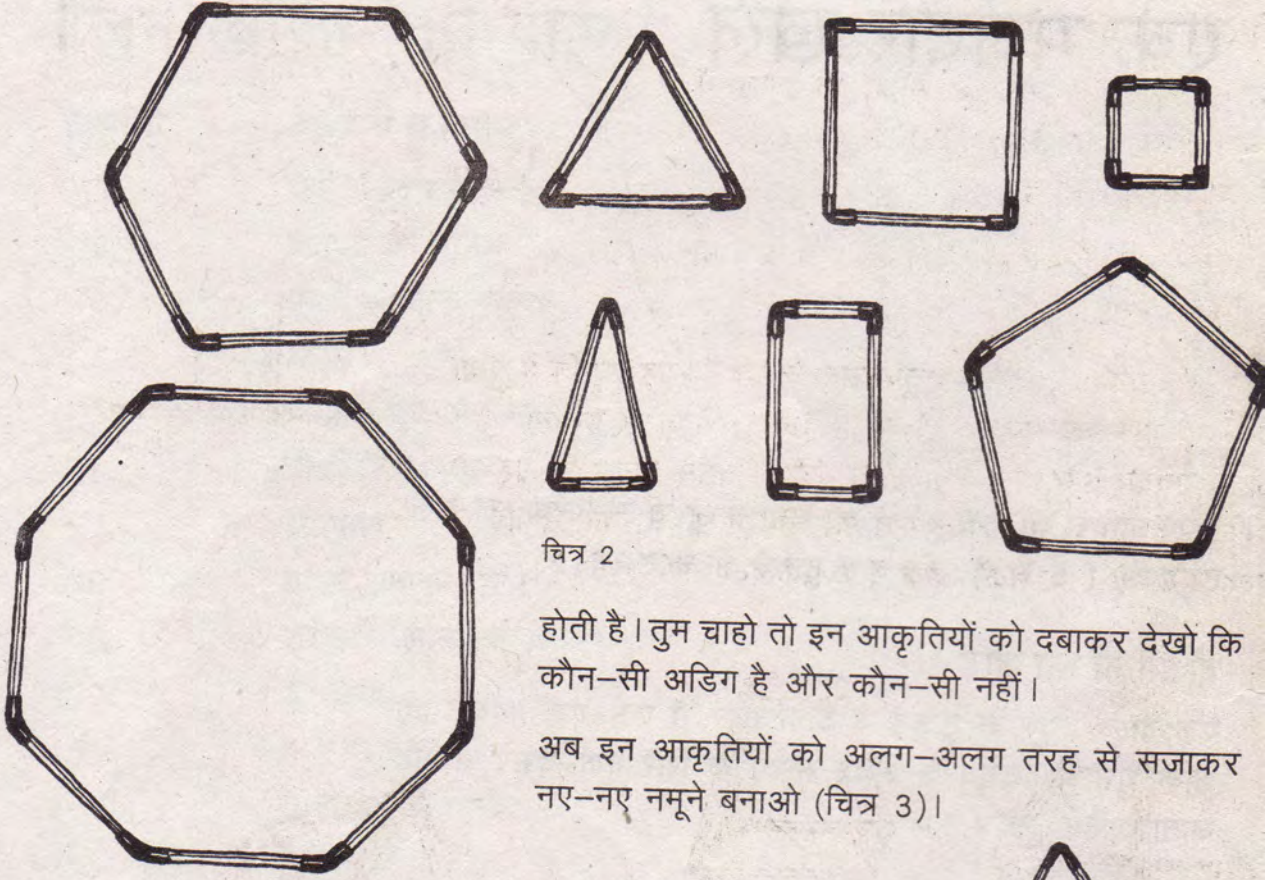 चित्र 2
होती है। तुम चाहो तो इन आकृतियों को दबाकर देखो कि
कौन–सी अडिग है और कौन–सी नहीं।
अब इन आकृतियों को अलग–अलग तरह से सजाकर
नए–नए नमूने बनाओ (चित्र 3)।